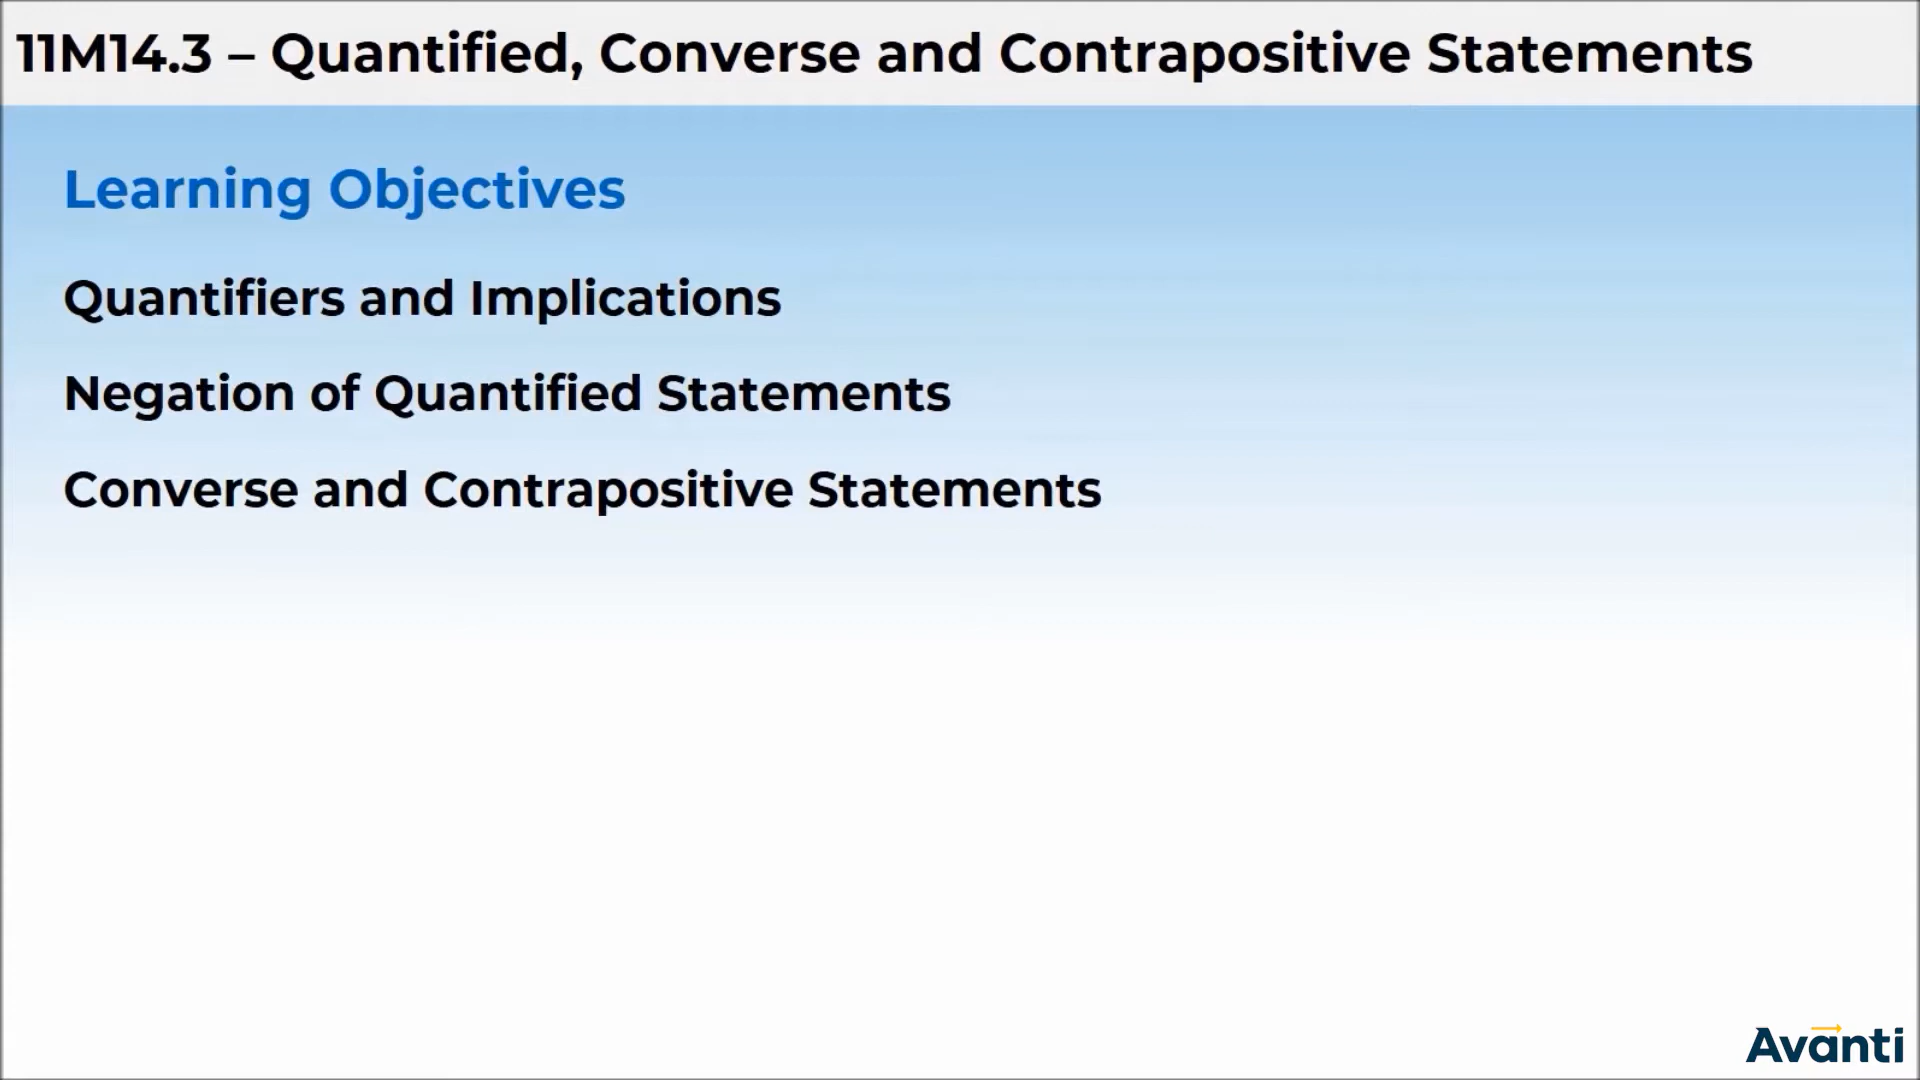 11M14.3 – Quantified, Converse and Contrapositive Statements
Learning Objectives
Quantifiers and Implications
Negation of Quantified Statements
Converse and Contrapositive Statements
Avanti